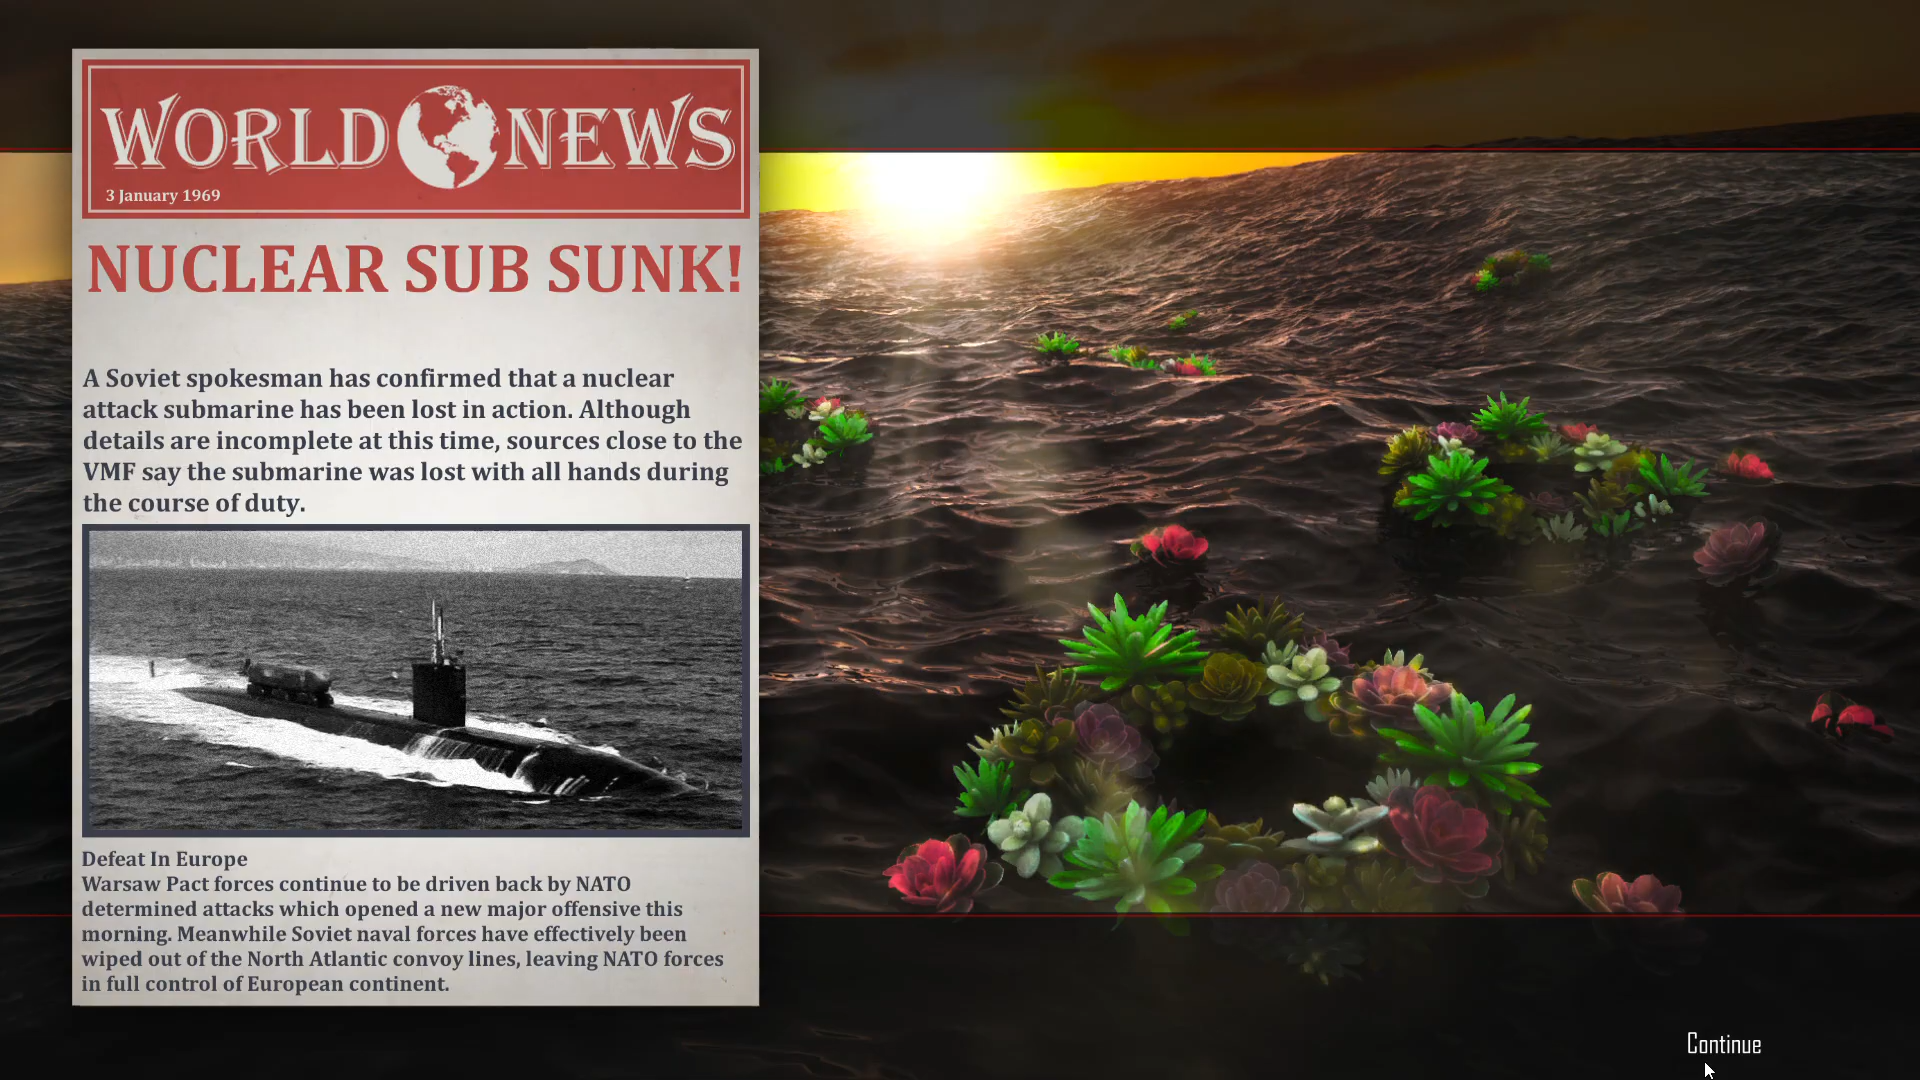 WORLD NEWS
3 January 1969
NUCLEAR SUB SUNK!
A Soviet spokesman has confirmed that a nuclear
attack submarine has been lost in action. Although
details are incomplete at this time, sources close to the
VMF say the submarine was lost with all hands during
the course of duty.
Defeat In Europe
Warsaw Pact forces continue to be driven back by NATO
determined attacks which opened a new major offensive this
morning. Meanwhile Soviet naval forces have effectively been
wiped out of the North Atlantic convoy lines, leaving NATO forces
in full control of European continent.
Continue